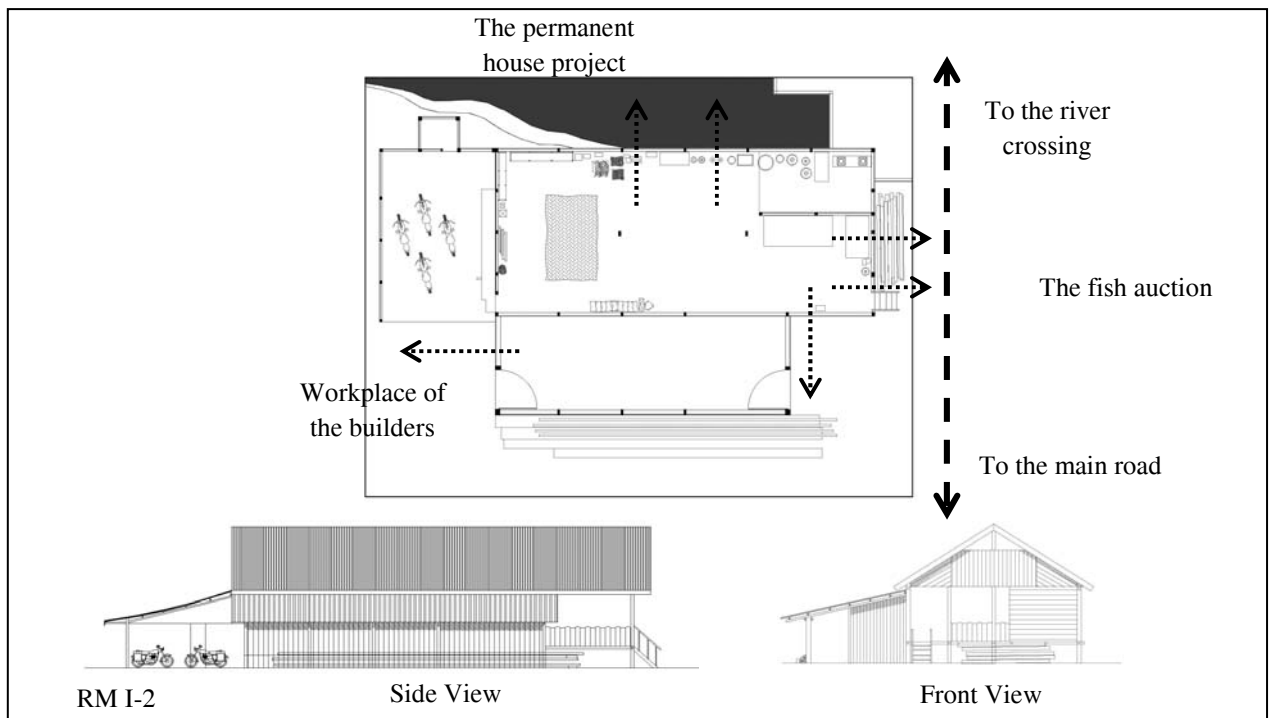 The permanent
house project
To the river
crossing
The fish auction
Workplace of
the builders
To the main road
RM I-2
Side View
Front View